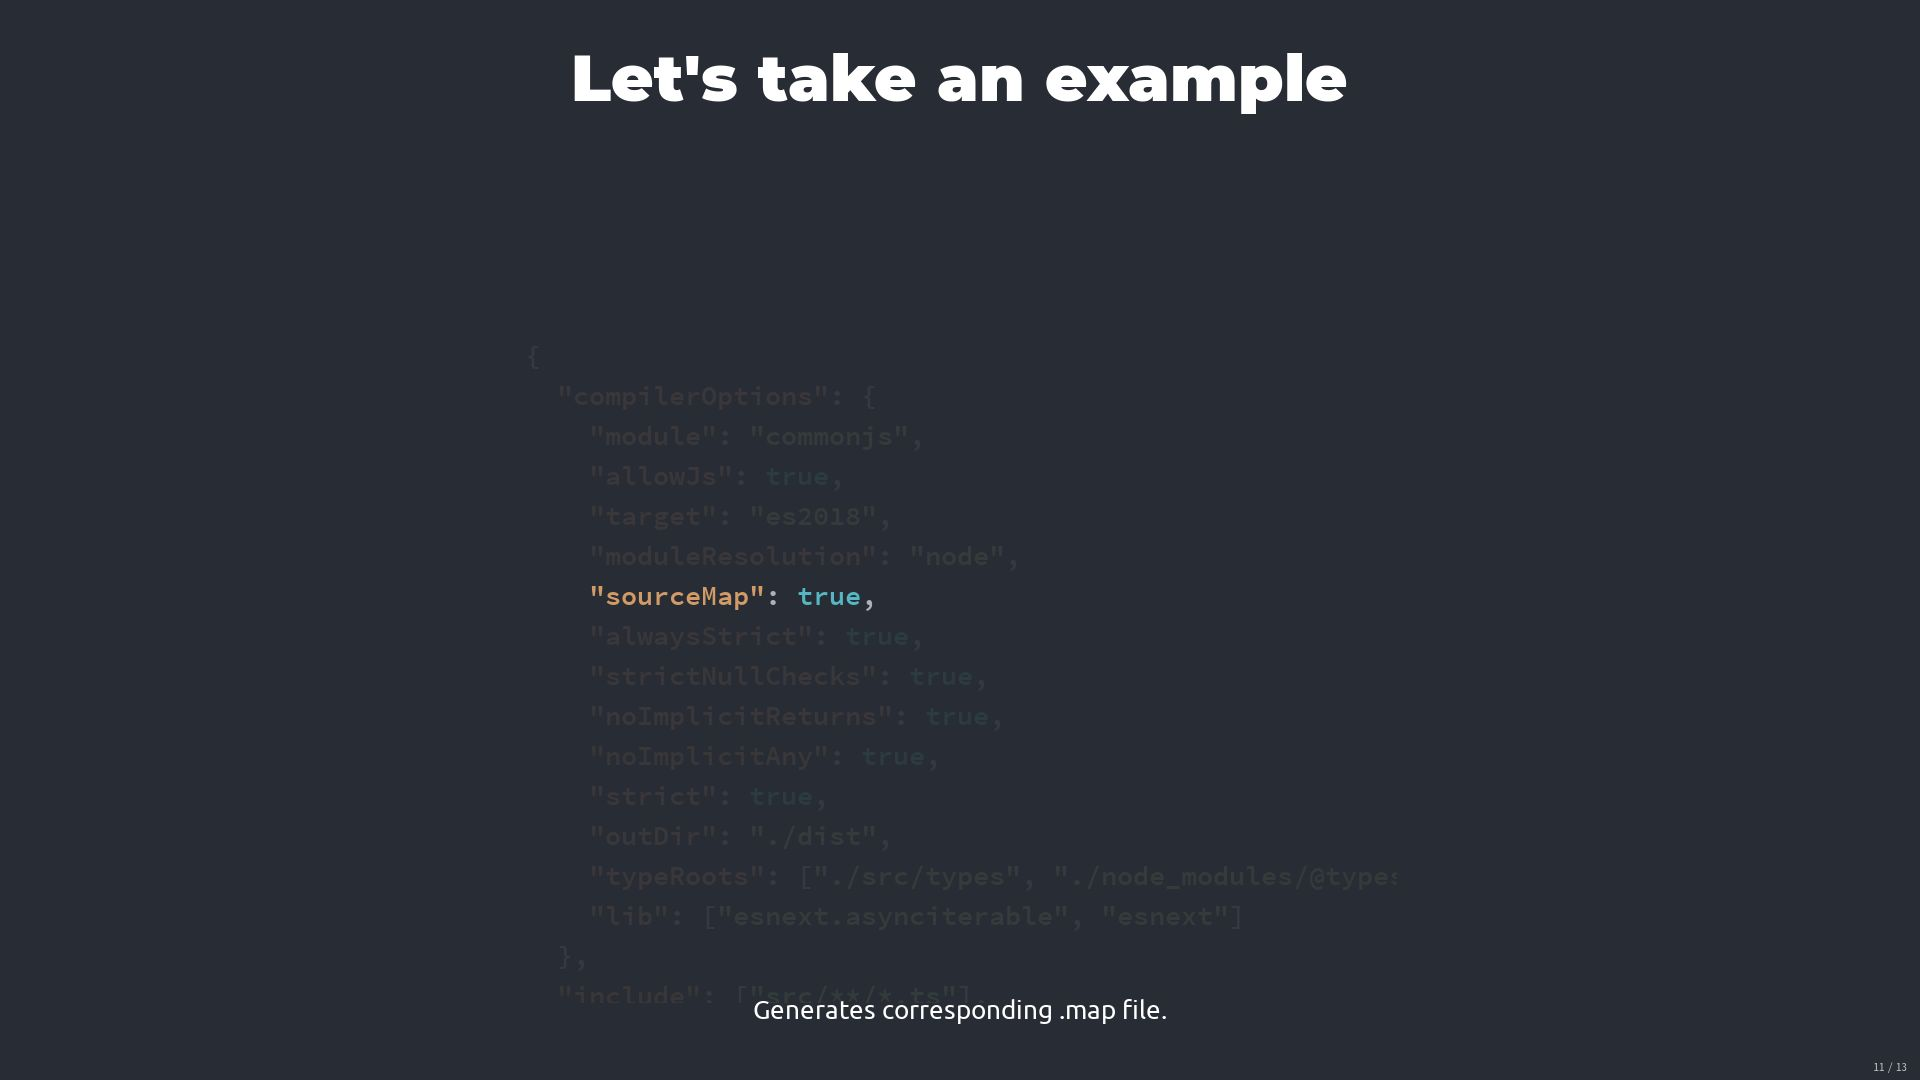 Let's take an example
{
"compilerOptions": {
"module": "commonjs",
"allowJs": true,
"target": "es2018",
"moduleResolution": "node",
"sourceMap": true,
"alwaysStrict": true,
"strictNullChecks": true,
"noImplicitReturns": true,
"noImplicitAny": true,
"strict": true,
"outDir": "./dist",
"typeRoots": ["./src/types", "./node_modules/@types
"lib": ["esnext.asynciterable", "esnext"]
},
"include": ["src/**/*.ts"],
Generates corresponding .map file.
11 / 13